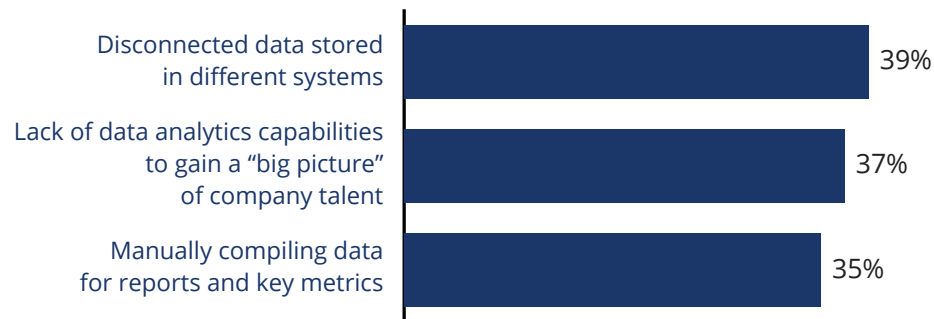 Disconnected data stored
in different systems
39%
Lack of data analytics capabilities
to gain a “big picture”
of company talent
37%
Manually compiling data
for reports and key metrics
35%